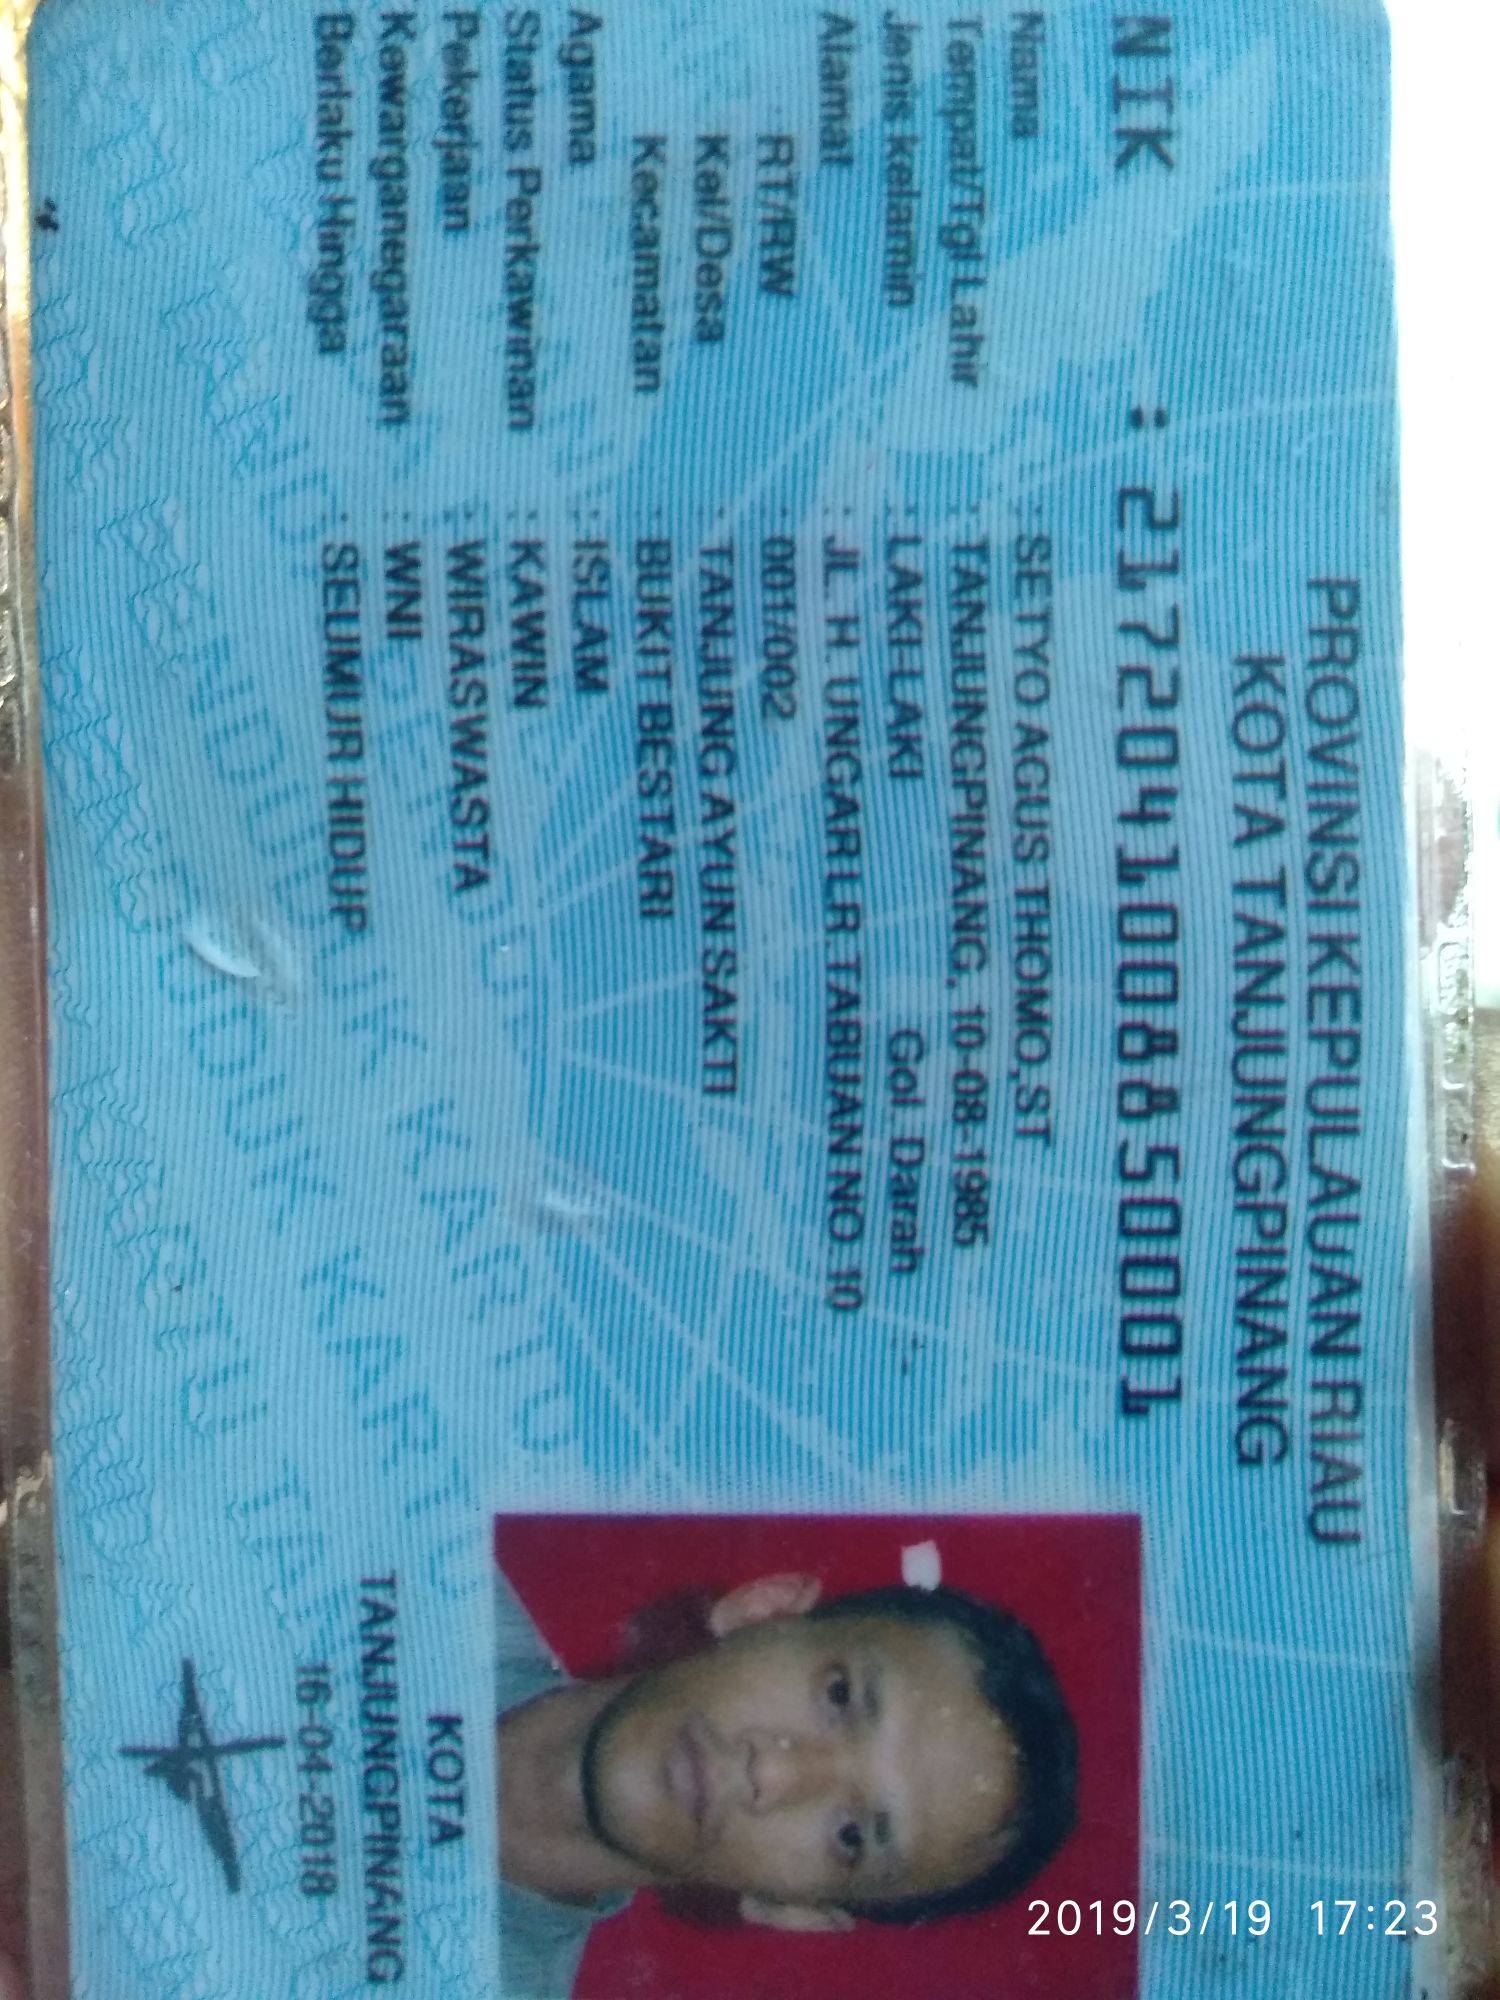 PROVINSI KEPULAUAN RIAU
KOTA TANJUNGPINANG
NIK : 2172041008850001
Nama : SETYO AGUS THOMO,ST
Tempat/Tgl Lahir : TANJUNGPINANG, 10-08-1985
Jenis kelamin : LAKI-LAKI Gol. Darah : -
Alamat : JL. H. UNGAR LR.TABUAN NO.10
RT/RW : 001/002
Kel/Desa : TANJUNG AYUN SAKTI
Kecamatan : BUKIT BESTARI
Agama : ISLAM
Status Perkawinan : KAWIN
Pekerjaan : WIRASWASTA
Kewarganegaraan : WNI
Berlaku Hingga : SEUMUR HIDUP
KOTA
TANJUNGPINANG
16-04-2018
2019/3/19 17:23